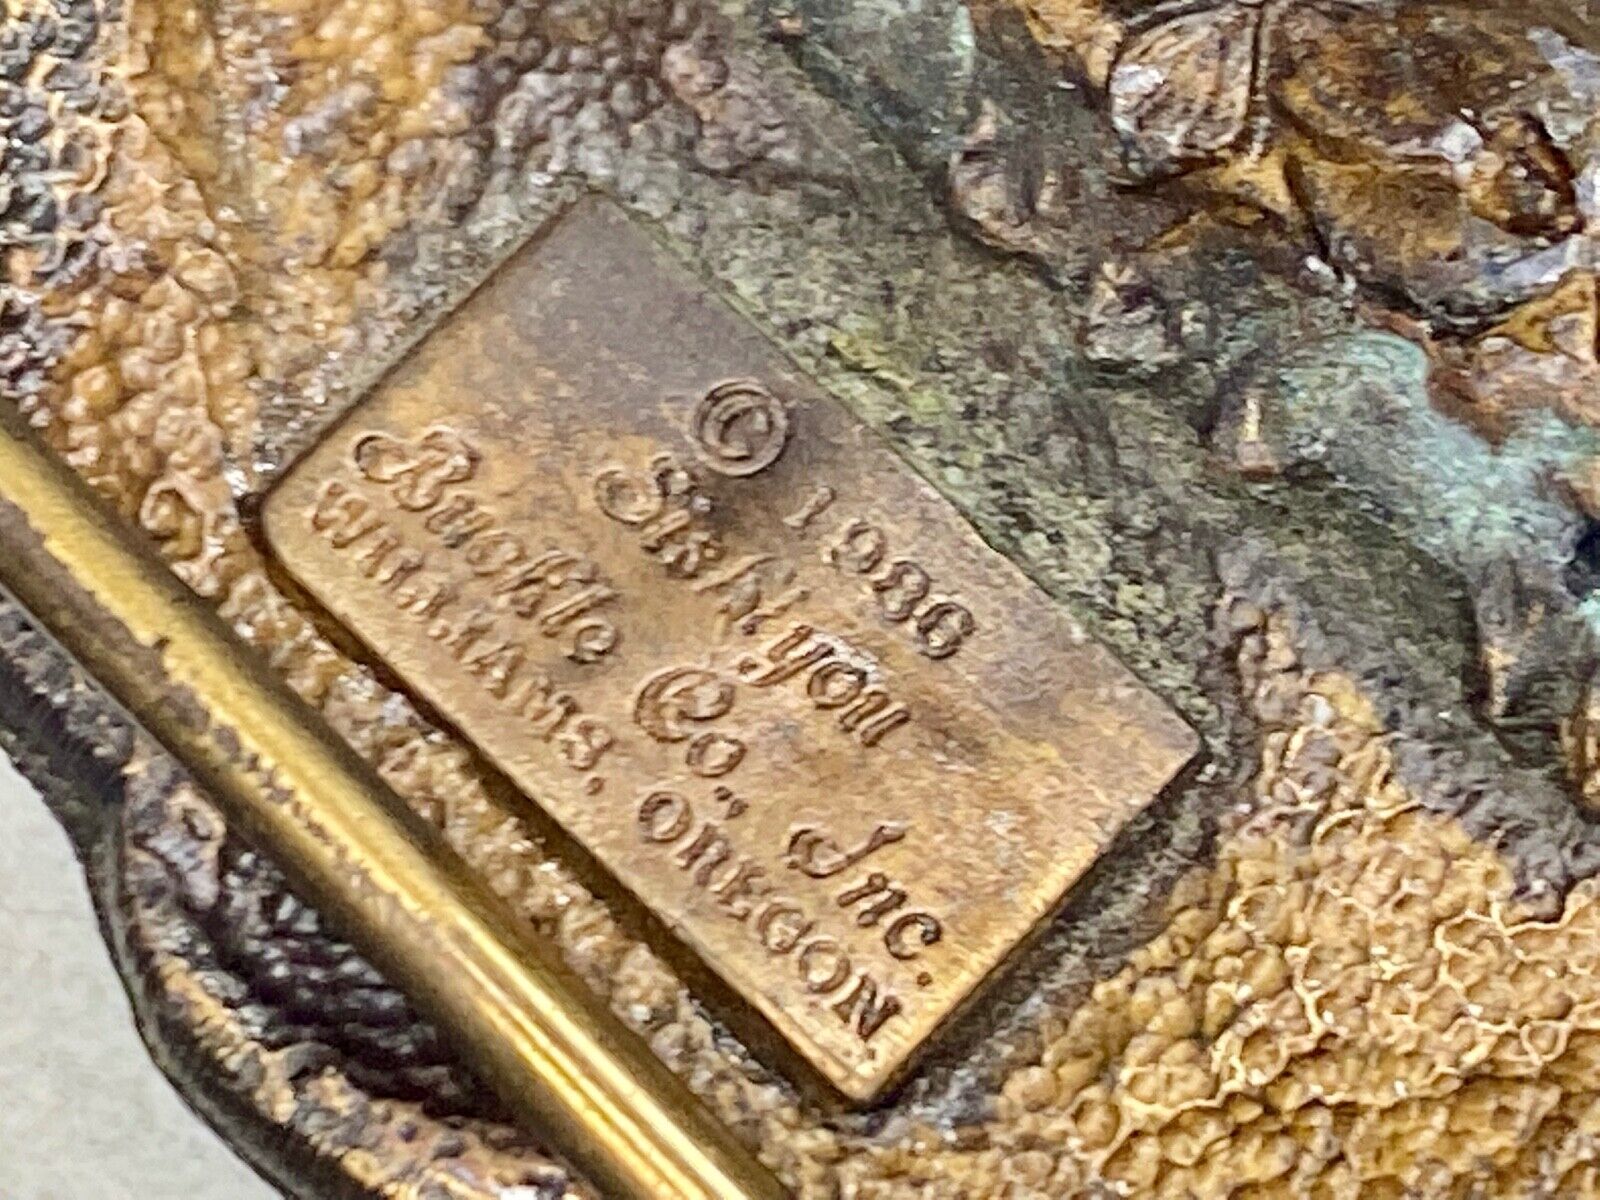 © 1986
Siskiyou
Buckle Co., Inc.
WILLIAMS, OREGON